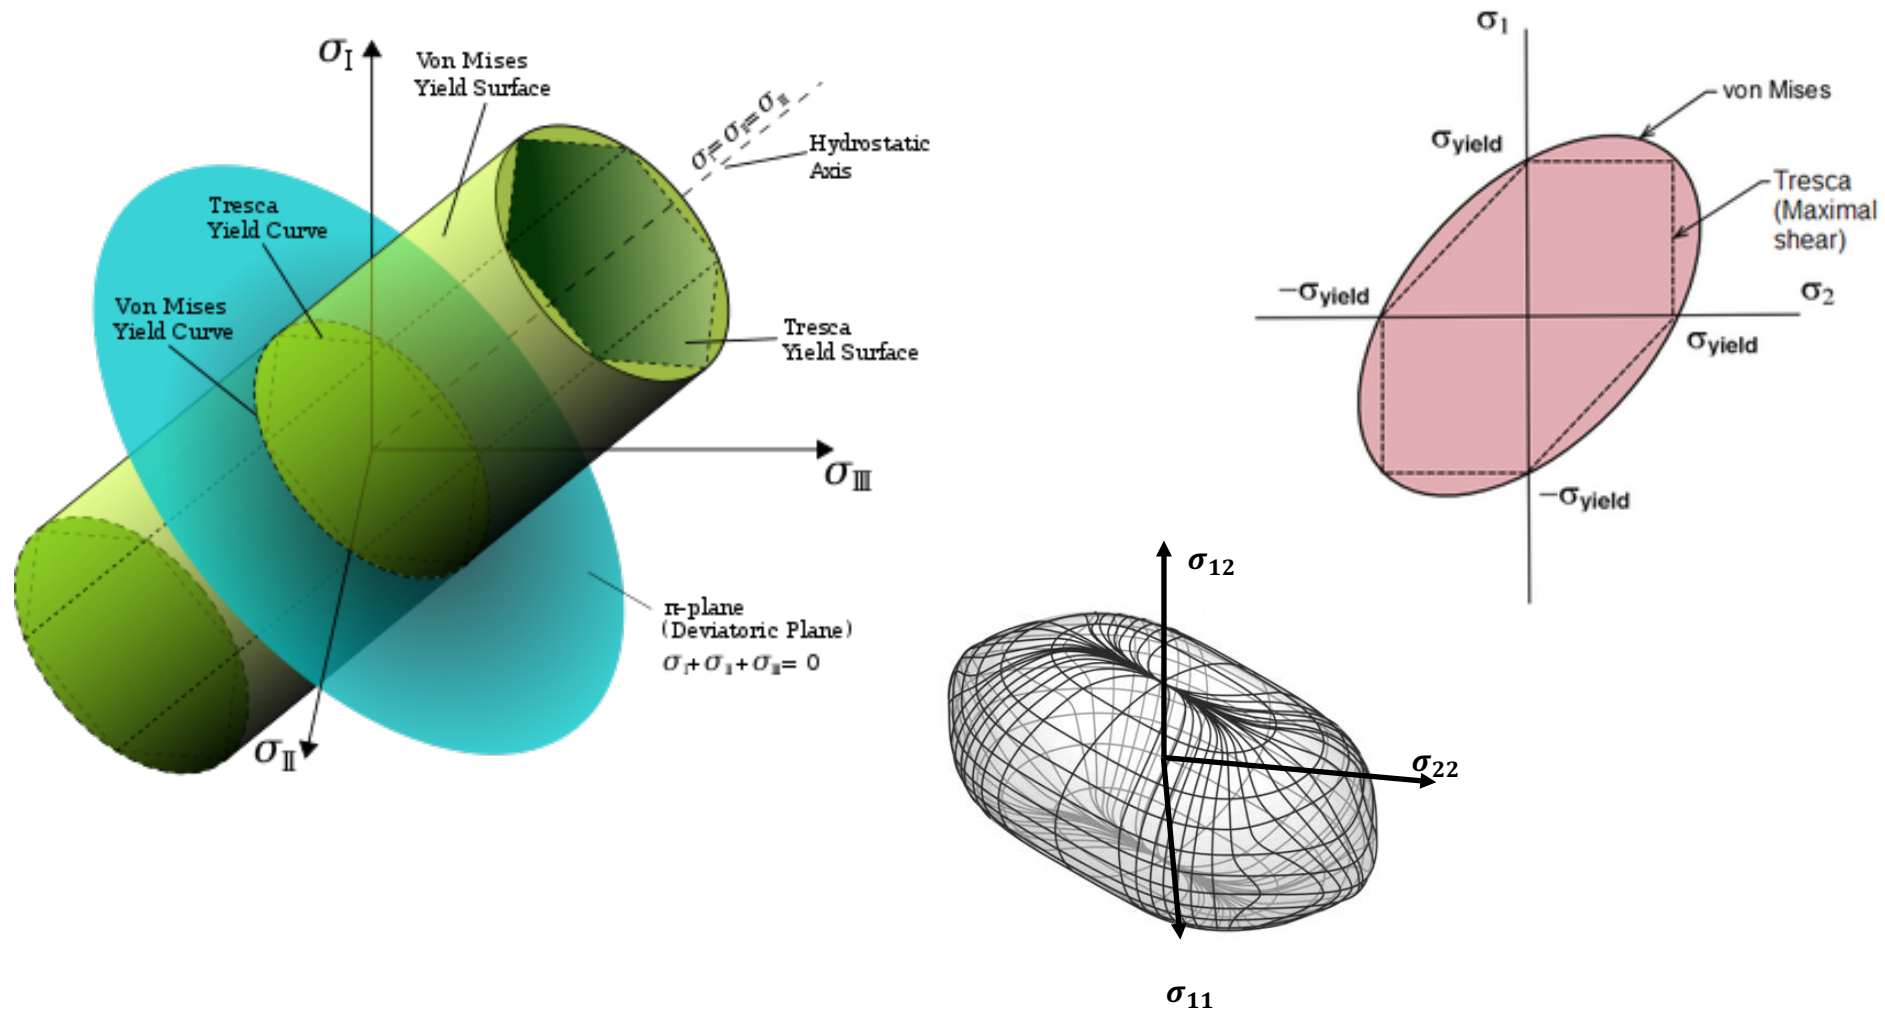 σI
Von Mises
Yield Surface
σI=σII=σIII
Hydrostatic
Axis
Tresca
Yield Curve
Von Mises
Yield Curve
Tresca
Yield Surface
σIII
π-plane
(Deviatoric Plane)
σI+σII+σIII= 0
σII
σ1
von Mises
σyield
Tresca
(Maximal
shear)
−σyield
σ2
σyield
−σyield
σ12
σ22
σ11